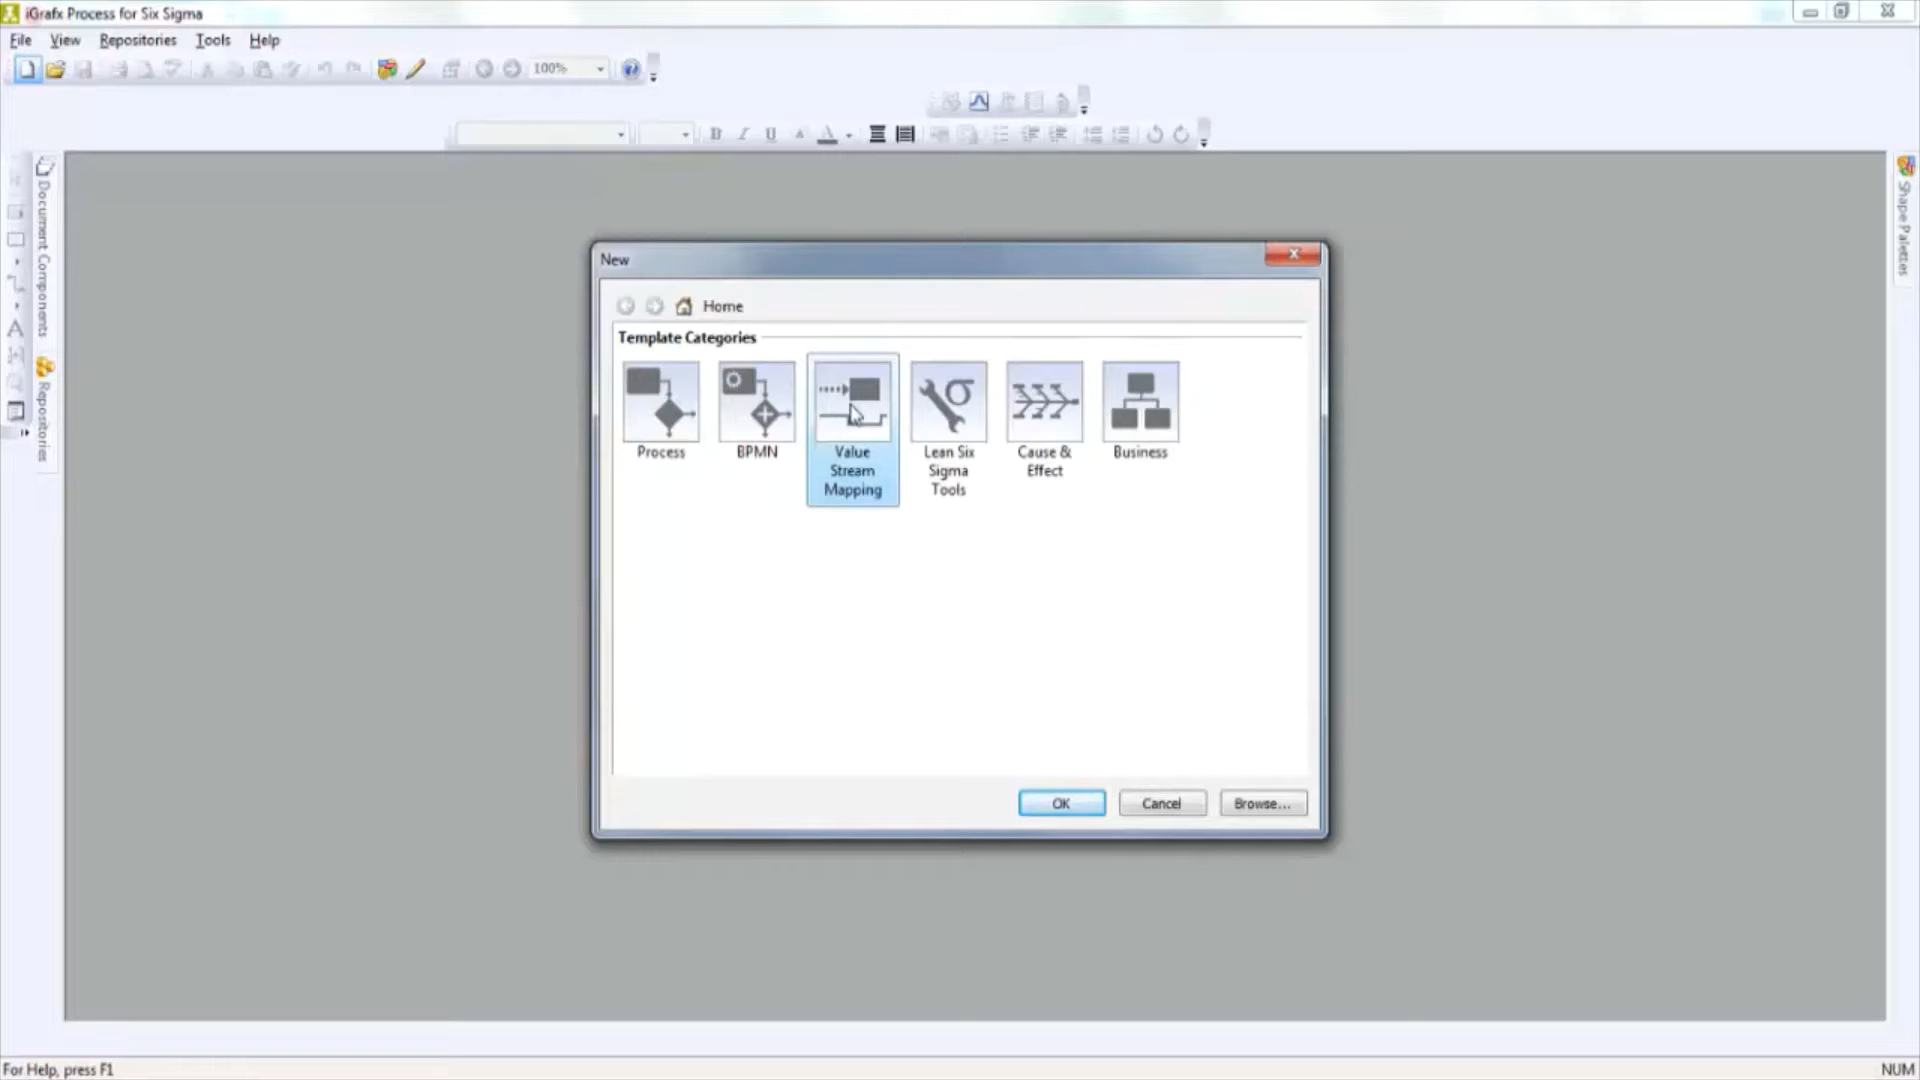 iGrafx Process for Six Sigma
File View Repositories Tools Help
100%
B I U A A
Document Components
Repositories
Shape Palettes
New
Home
Template Categories
Process
BPMN
Value
Stream
Mapping
Lean Six
Sigma
Tools
Cause &
Effect
Business
OK Cancel Browse...
For Help, press F1
NUM